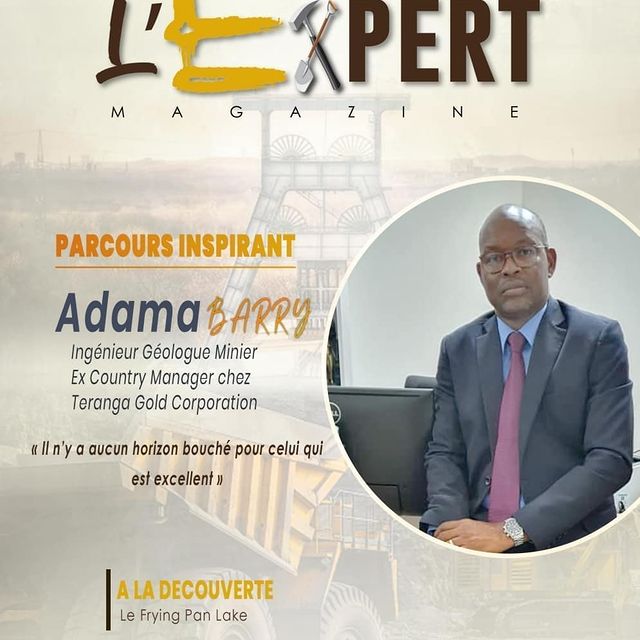 L'ExPERT
MAGAZINE
PARCOURS INSPIRANT
Adama BARRY
Ingénieur Géologue Minier
Ex Country Manager chez
Teranga Gold Corporation
« Il n'y a aucun horizon bouché pour celui qui
est excellent »
A LA DECOUVERTE
Le Frying Pan Lake